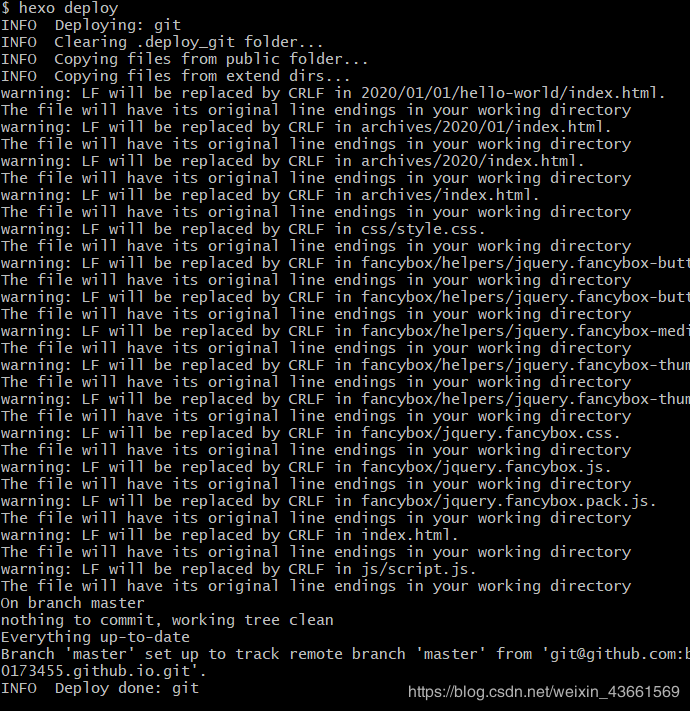 $ hexo deploy
INFO  Deploying: git
INFO  Clearing .deploy_git folder...
INFO  Copying files from public folder...
INFO  Copying files from extend dirs...
warning: LF will be replaced by CRLF in 2020/01/01/hello-world/index.html.
The file will have its original line endings in your working directory
warning: LF will be replaced by CRLF in archives/2020/01/index.html.
The file will have its original line endings in your working directory
warning: LF will be replaced by CRLF in archives/2020/index.html.
The file will have its original line endings in your working directory
warning: LF will be replaced by CRLF in archives/index.html.
The file will have its original line endings in your working directory
warning: LF will be replaced by CRLF in css/style.css.
The file will have its original line endings in your working directory
warning: LF will be replaced by CRLF in fancybox/helpers/jquery.fancybox-butt
The file will have its original line endings in your working directory
warning: LF will be replaced by CRLF in fancybox/helpers/jquery.fancybox-butt
The file will have its original line endings in your working directory
warning: LF will be replaced by CRLF in fancybox/helpers/jquery.fancybox-medi
The file will have its original line endings in your working directory
warning: LF will be replaced by CRLF in fancybox/helpers/jquery.fancybox-thum
The file will have its original line endings in your working directory
warning: LF will be replaced by CRLF in fancybox/helpers/jquery.fancybox-thum
The file will have its original line endings in your working directory
warning: LF will be replaced by CRLF in fancybox/jquery.fancybox.css.
The file will have its original line endings in your working directory
warning: LF will be replaced by CRLF in fancybox/jquery.fancybox.js.
The file will have its original line endings in your working directory
warning: LF will be replaced by CRLF in fancybox/jquery.fancybox.pack.js.
The file will have its original line endings in your working directory
warning: LF will be replaced by CRLF in index.html.
The file will have its original line endings in your working directory
warning: LF will be replaced by CRLF in js/script.js.
The file will have its original line endings in your working directory
On branch master
nothing to commit, working tree clean
Everything up-to-date
Branch 'master' set up to track remote branch 'master' from 'git@github.com:b
0173455.github.io.git'.
INFO  Deploy done: git
https://blog.csdn.net/weixin_43661569